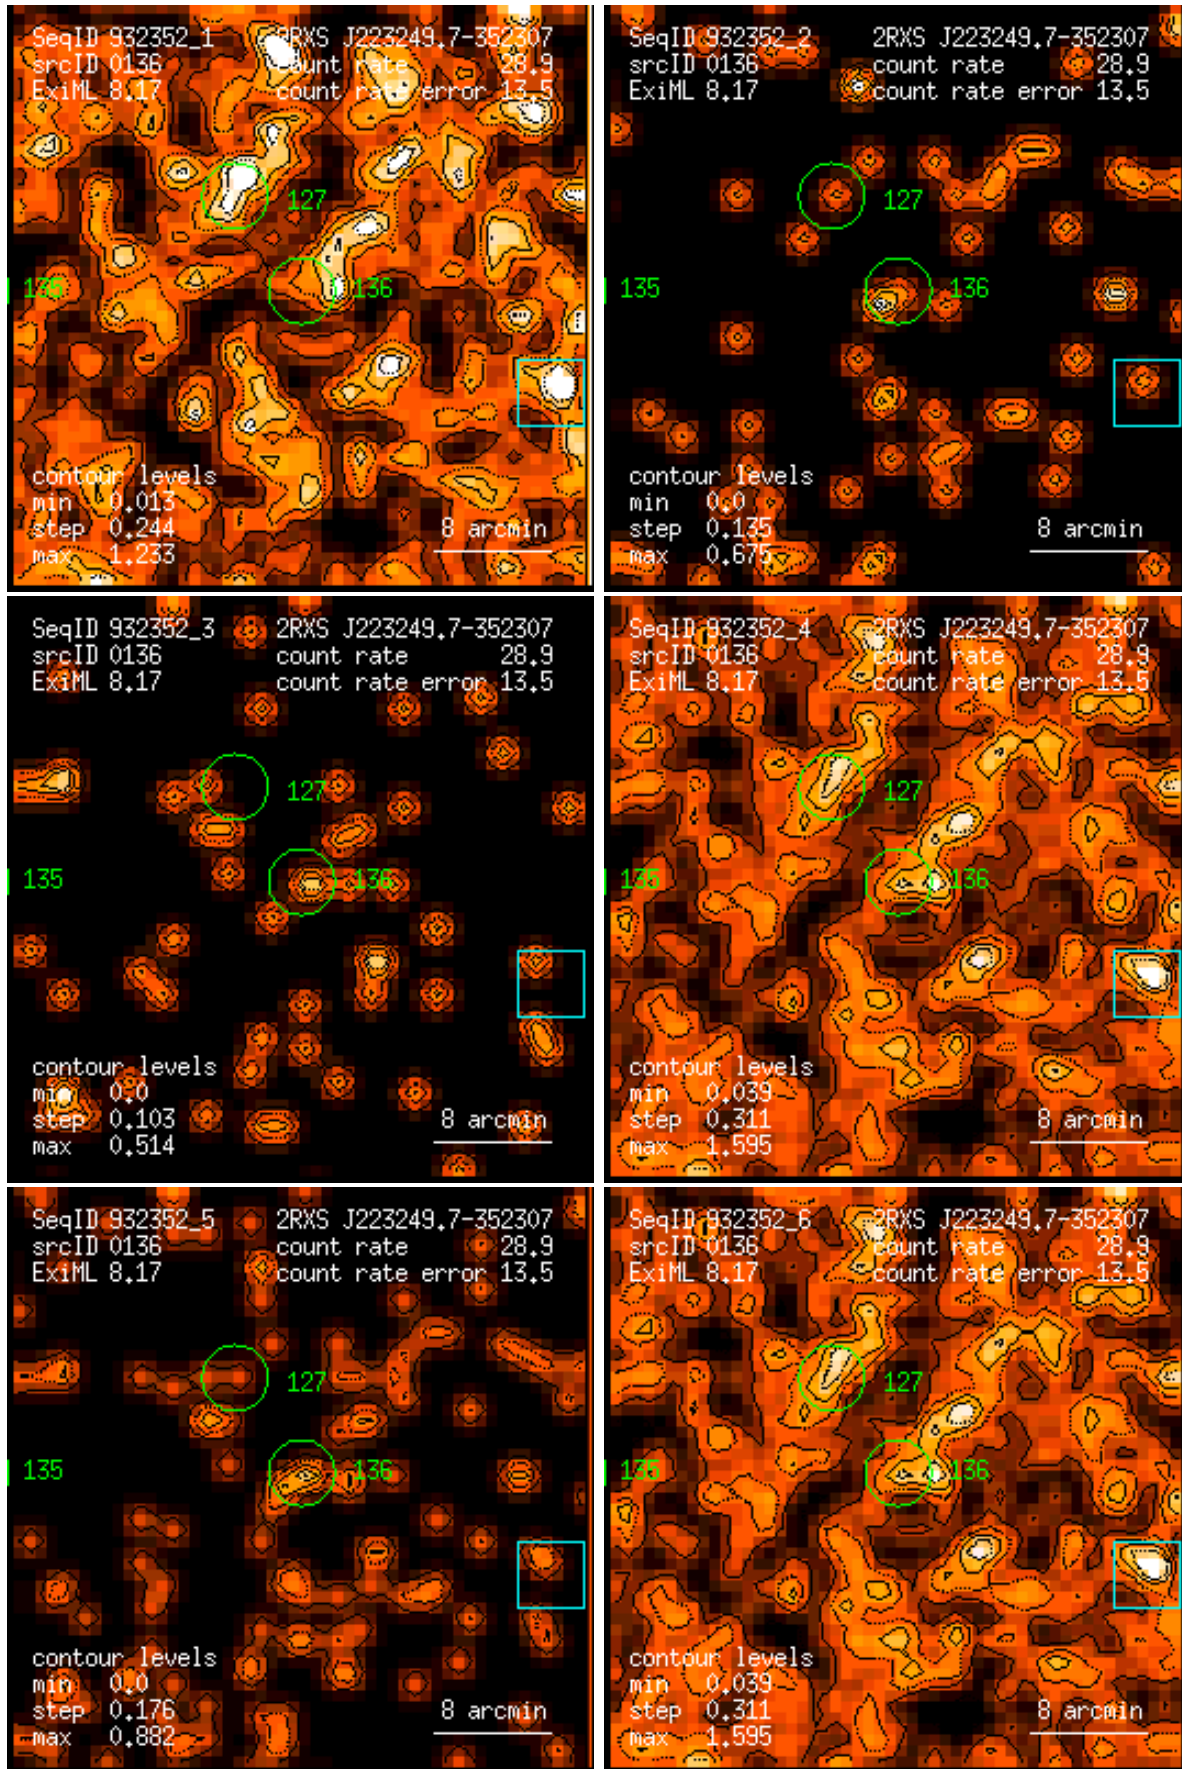 SeqID 932352_1 2RXS J223249.7-352307
srcID 0136 count rate 28.9
ExiML 8.17 count rate error 13.5
127
135 136
contour levels
min 0.013
step 0.244
max 1.233
8 arcmin
SeqID 932352_2 2RXS J223249.7-352307
srcID 0136 count rate 28.9
ExiML 8.17 count rate error 13.5
127
135 136
contour levels
min 0.0
step 0.135
max 0.675
8 arcmin
SeqID 932352_3 2RXS J223249.7-352307
srcID 0136 count rate 28.9
ExiML 8.17 count rate error 13.5
127
135 136
contour levels
min 0.0
step 0.103
max 0.514
8 arcmin
SeqID 932352_4 2RXS J223249.7-352307
srcID 0136 count rate 28.9
ExiML 8.17 count rate error 13.5
127
135 136
contour levels
min 0.039
step 0.311
max 1.595
8 arcmin
SeqID 932352_5 2RXS J223249.7-352307
srcID 0136 count rate 28.9
ExiML 8.17 count rate error 13.5
127
135 136
contour levels
min 0.0
step 0.176
max 0.882
8 arcmin
SeqID 932352_6 2RXS J223249.7-352307
srcID 0136 count rate 28.9
ExiML 8.17 count rate error 13.5
127
135 136
contour levels
min 0.039
step 0.311
max 1.595
8 arcmin